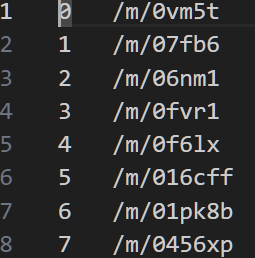 1 0 /m/0vm5t
2 1 /m/07fb6
3 2 /m/06nm1
4 3 /m/0fvr1
5 4 /m/0f6lx
6 5 /m/016cff
7 6 /m/01pk8b
8 7 /m/0456xp